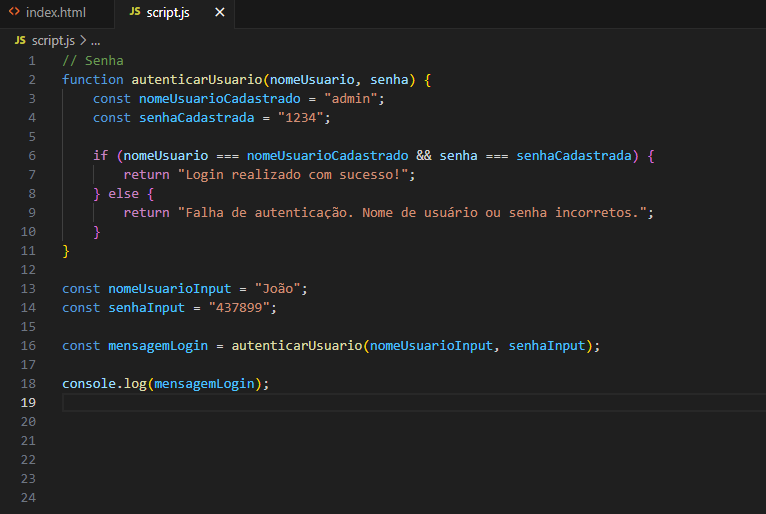 <> index.html JS script.js ×
JS script.js > ...
1 // Senha
2 function autenticarUsuario(nomeUsuario, senha) {
3     const nomeUsuarioCadastrado = "admin";
4     const senhaCadastrada = "1234";
5
6     if (nomeUsuario === nomeUsuarioCadastrado && senha === senhaCadastrada) {
7         return "Login realizado com sucesso!";
8     } else {
9         return "Falha de autenticação. Nome de usuário ou senha incorretos.";
10     }
11 }
12
13 const nomeUsuarioInput = "João";
14 const senhaInput = "437899";
15
16 const mensagemLogin = autenticarUsuario(nomeUsuarioInput, senhaInput);
17
18 console.log(mensagemLogin);
19
20
21
22
23
24